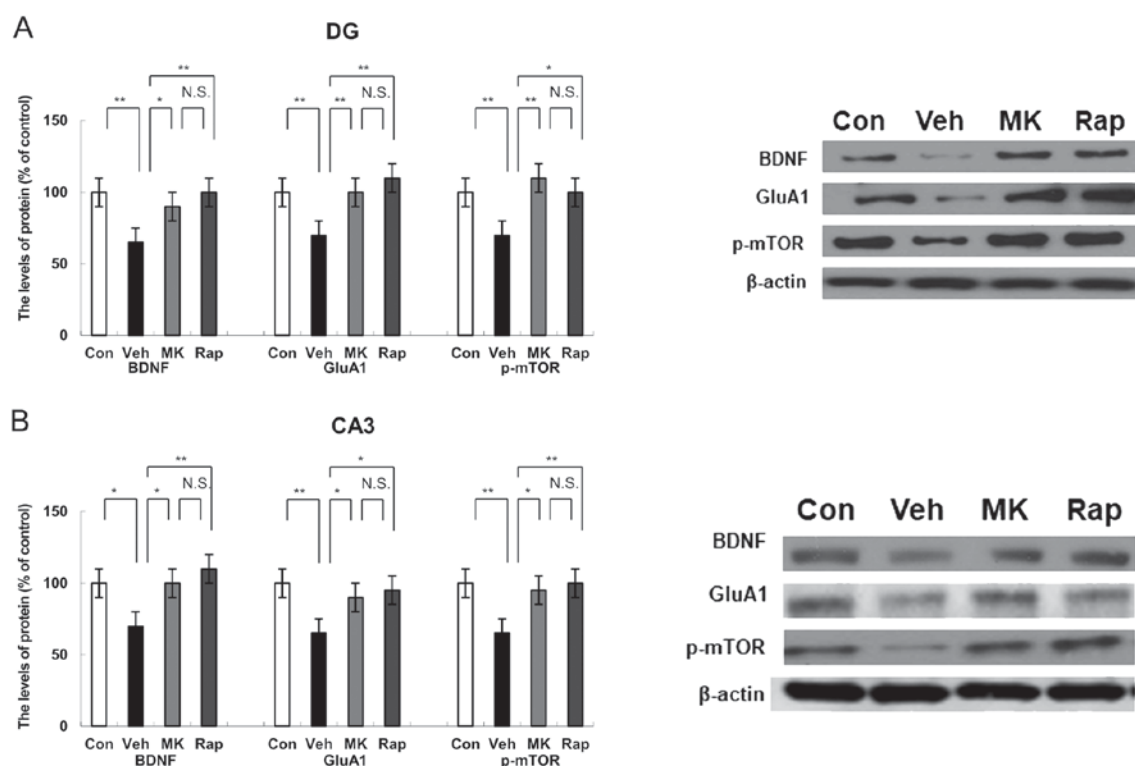 A
DG
**
**
*
N.S.
N.S.
N.S.
**
*
**
**
**
**
The levels of protein (% of control)
150
100
50
0
Con Veh MK Rap Con Veh MK Rap Con Veh MK Rap
BDNF GluA1 p-mTOR
Con Veh MK Rap
BDNF
GluA1
p-mTOR
β-actin
B
CA3
**
*
**
N.S.
N.S.
N.S.
*
*
**
*
**
*
The levels of protein (% of control)
150
100
50
0
Con Veh MK Rap Con Veh MK Rap Con Veh MK Rap
BDNF GluA1 p-mTOR
Con Veh MK Rap
BDNF
GluA1
p-mTOR
β-actin